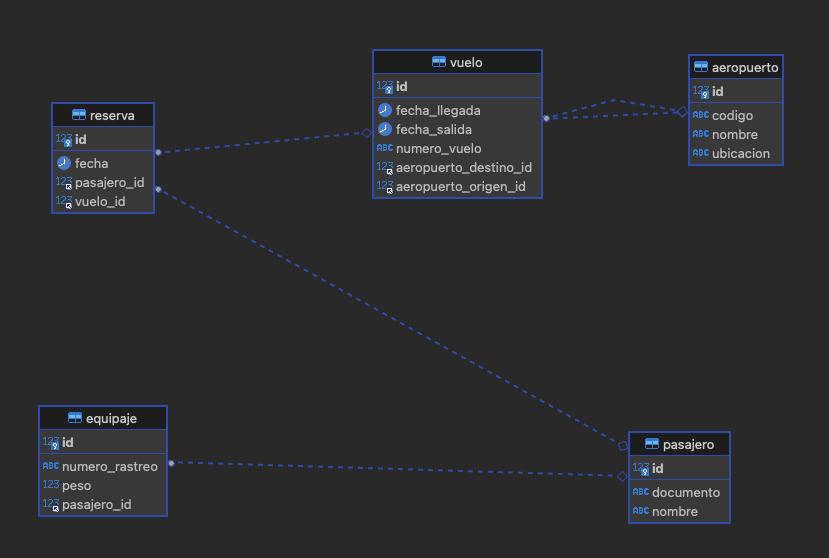 reserva
123 id
fecha
123 pasajero_id
123 vuelo_id
vuelo
123 id
fecha_llegada
fecha_salida
ABC numero_vuelo
123 aeropuerto_destino_id
123 aeropuerto_origen_id
aeropuerto
123 id
ABC codigo
ABC nombre
ABC ubicacion
equipaje
123 id
ABC numero_rastreo
123 peso
123 pasajero_id
pasajero
123 id
ABC documento
ABC nombre